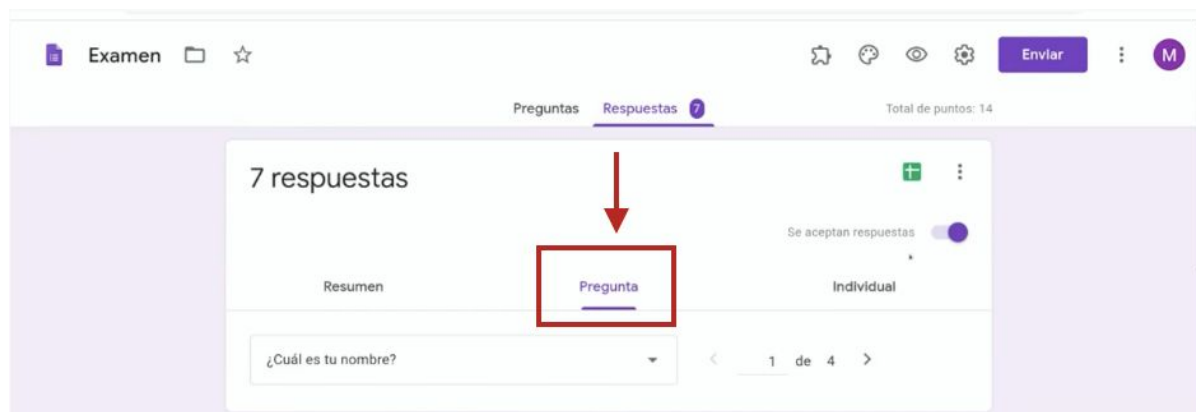 Examen
Enviar
M
Preguntas Respuestas 7 Total de puntos: 14
7 respuestas
Se aceptan respuestas
Resumen Pregunta Individual
¿Cuál es tu nombre? 1 de 4